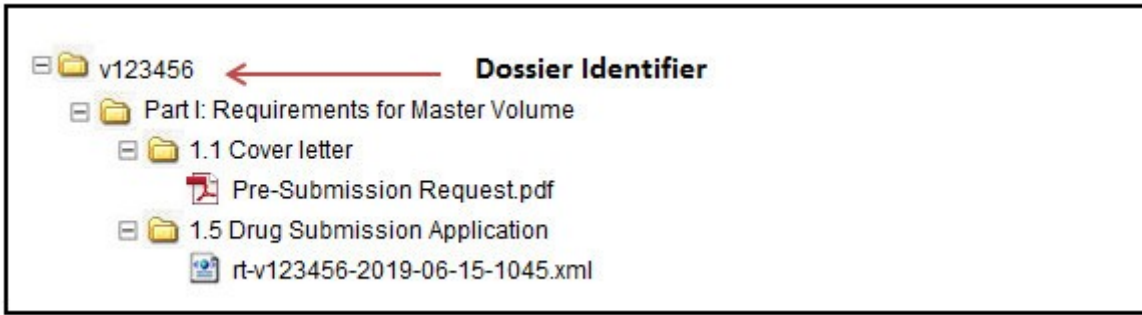 v123456 Dossier Identifier
Part I: Requirements for Master Volume
1.1 Cover letter
Pre-Submission Request.pdf
1.5 Drug Submission Application
rt-v123456-2019-06-15-1045.xml